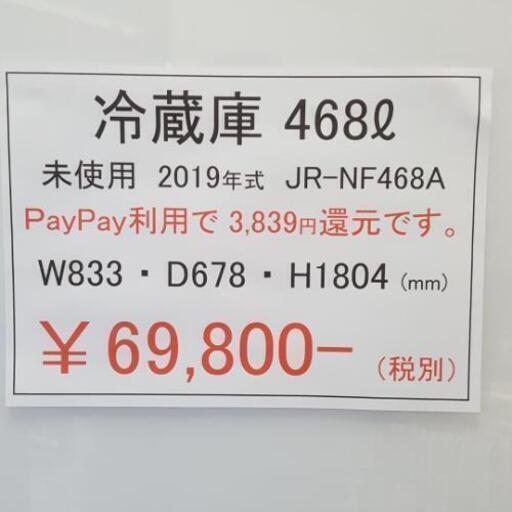 冷蔵庫 468ℓ
未使用 2019年式 JR-NF468A
PayPay利用で 3,839円還元です。
W833・D678・H1804 (mm)
¥69,800− (税別)